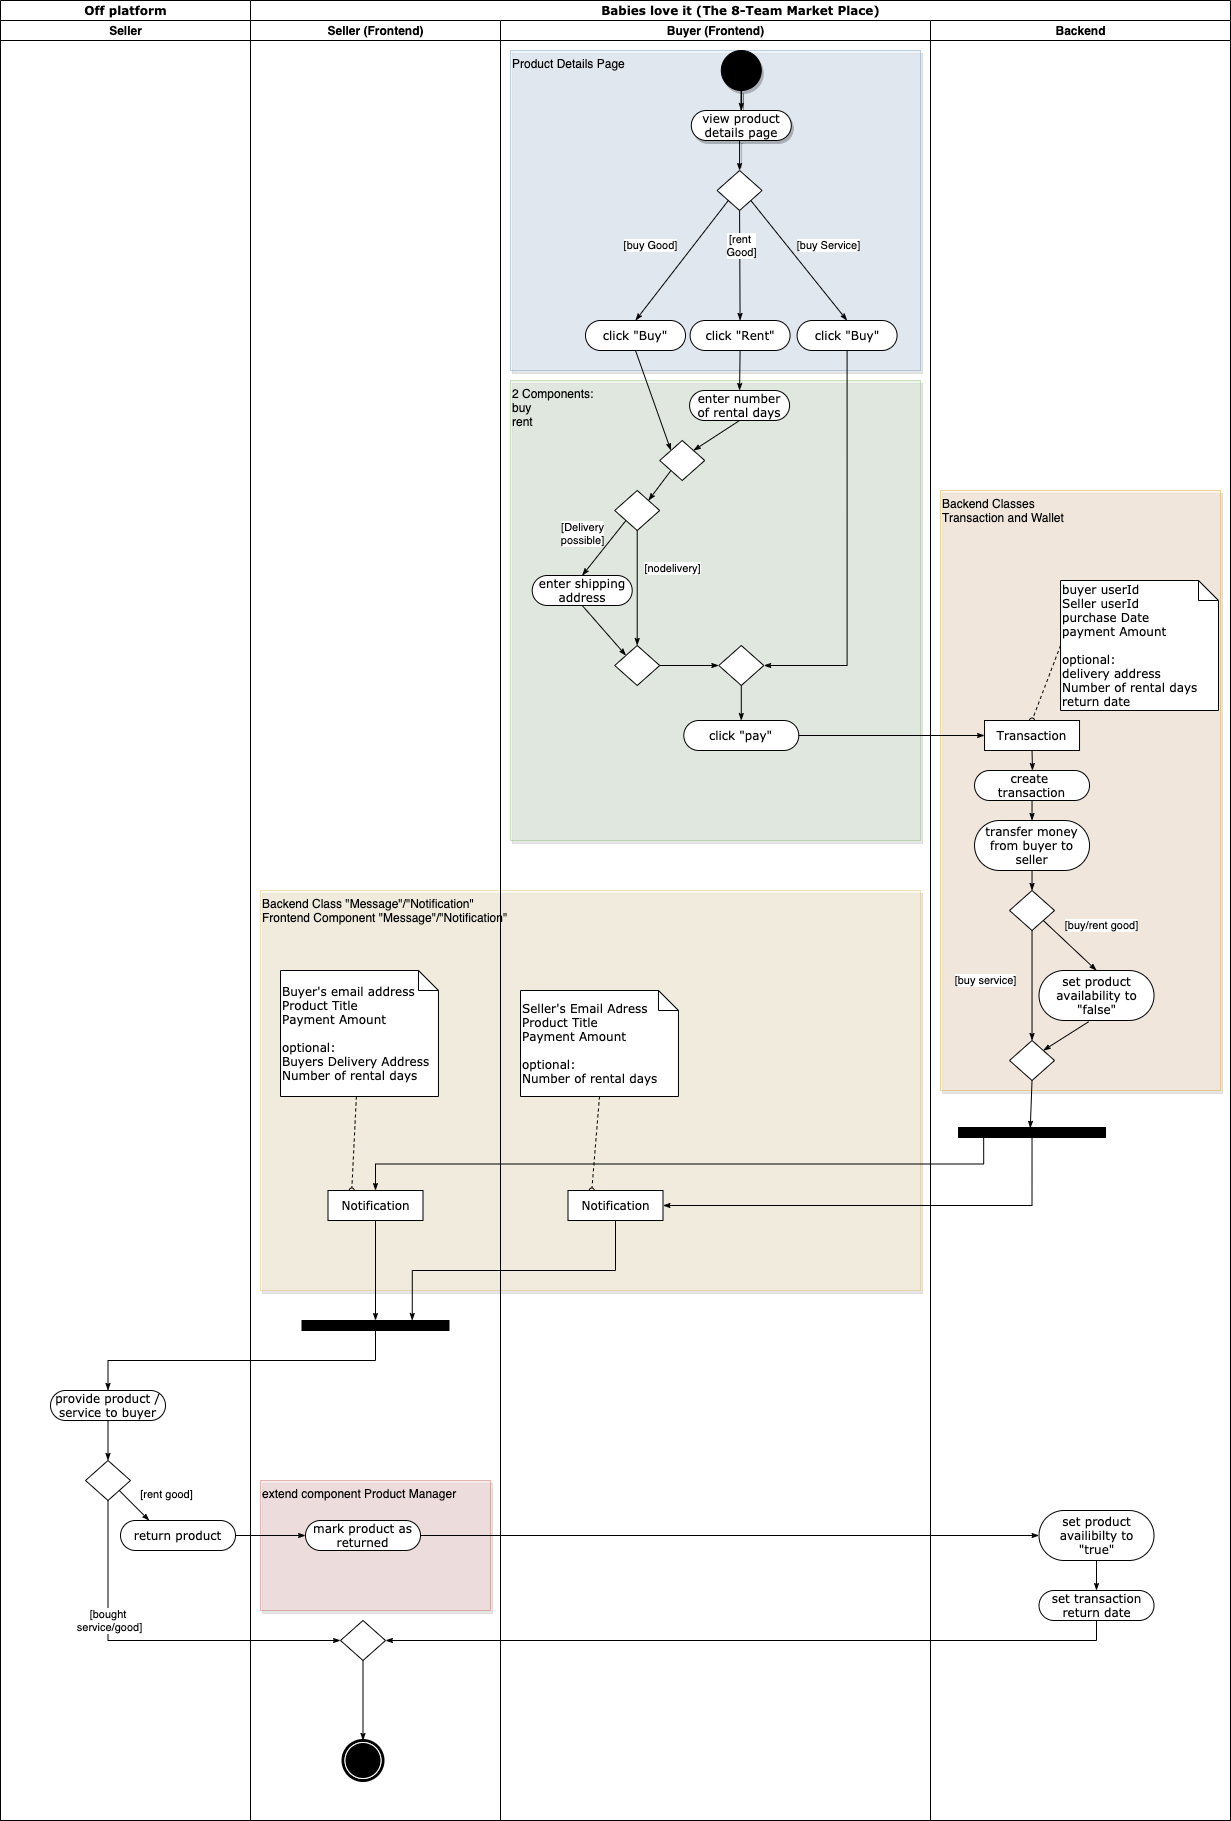 Off platform
Babies love it (The 8-Team Market Place)
Seller
Seller (Frontend)
Buyer (Frontend)
Backend
Product Details Page
view product
details page
[buy Good]
[rent
Good]
[buy Service]
click "Buy"
click "Rent"
click "Buy"
2 Components:
buy
rent
enter number
of rental days
[Delivery
possible]
[nodelivery]
enter shipping
address
click "pay"
Backend Classes
Transaction and Wallet
buyer userId
Seller userId
purchase Date
payment Amount
optional:
delivery address
Number of rental days
return date
Transaction
create
transaction
transfer money
from buyer to
seller
[buy/rent good]
[buy service]
set product
availability to
"false"
Backend Class "Message"/"Notification"
Frontend Component "Message"/"Notification"
Buyer's email address
Product Title
Payment Amount
optional:
Buyers Delivery Address
Number of rental days
Seller's Email Adress
Product Title
Payment Amount
optional:
Number of rental days
Notification
Notification
provide product /
service to buyer
[rent good]
return product
extend component Product Manager
mark product as
returned
set product
availibilty to
"true"
set transaction
return date
[bought
service/good]